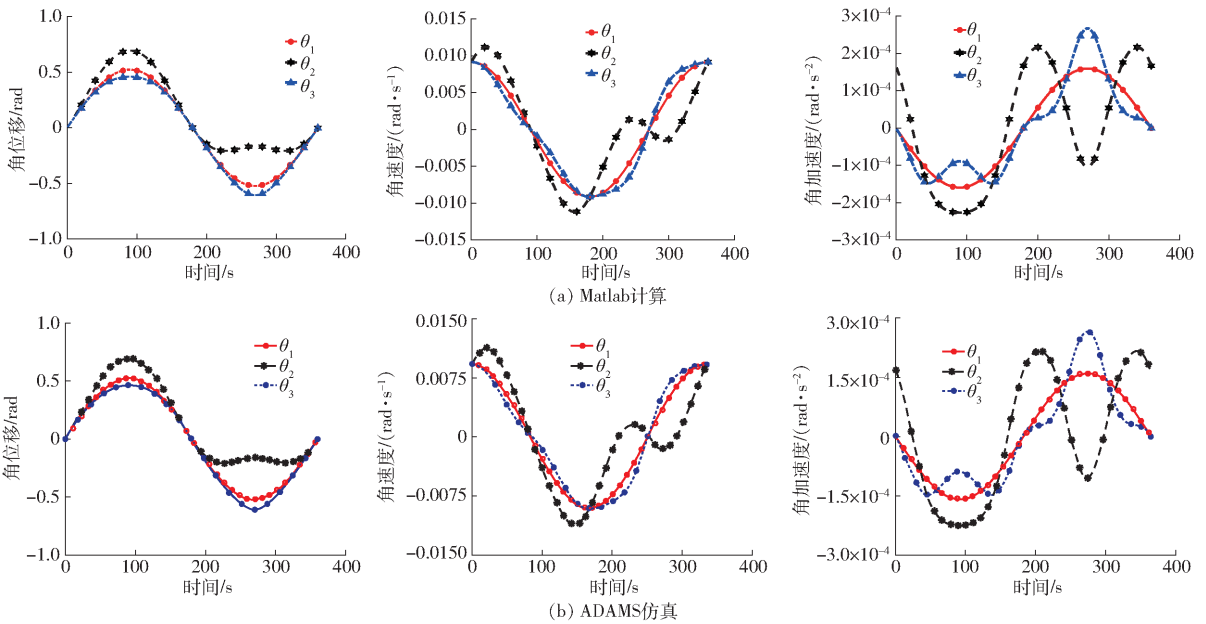 1.0
0.5
0
−0.5
−1.0
角位移/rad
0 100 200 300 400
时间/s
θ1
θ2
θ3
0.015
0.010
0.005
0
−0.005
−0.010
−0.015
角速度/(rad·s⁻¹)
0 100 200 300 400
时间/s
θ1
θ2
θ3
3×10⁻⁴
2×10⁻⁴
1×10⁻⁴
0
−1×10⁻⁴
−2×10⁻⁴
−3×10⁻⁴
角加速度/(rad·s⁻²)
0 100 200 300 400
时间/s
θ1
θ2
θ3
(a) Matlab计算
1.0
0.5
0
−0.5
−1.0
角位移/rad
0 100 200 300 400
时间/s
θ1
θ2
θ3
0.0150
0.0075
0
−0.0075
−0.0150
角速度/(rad·s⁻¹)
0 100 200 300 400
时间/s
θ1
θ2
θ3
3.0×10⁻⁴
1.5×10⁻⁴
0
−1.5×10⁻⁴
−3.0×10⁻⁴
角加速度/(rad·s⁻²)
0 100 200 300 400
时间/s
θ1
θ2
θ3
(b) ADAMS仿真